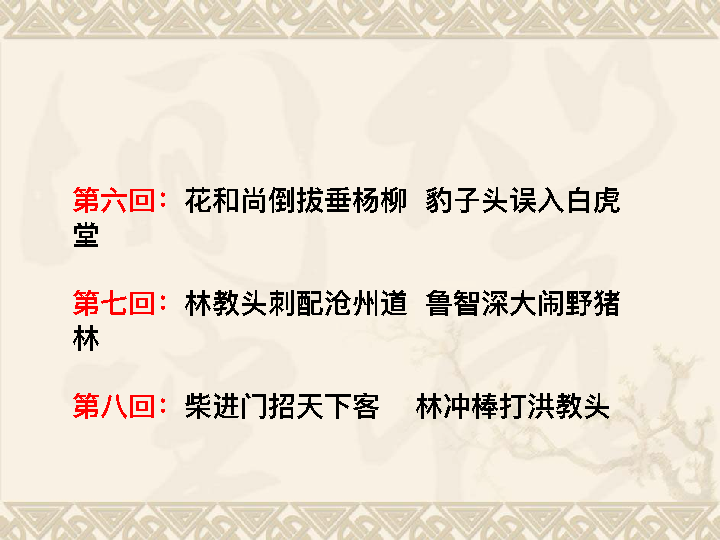 第六回：花和尚倒拔垂杨柳 豹子头误入白虎
堂
第七回：林教头刺配沧州道 鲁智深大闹野猪
林
第八回：柴进门招天下客 林冲棒打洪教头